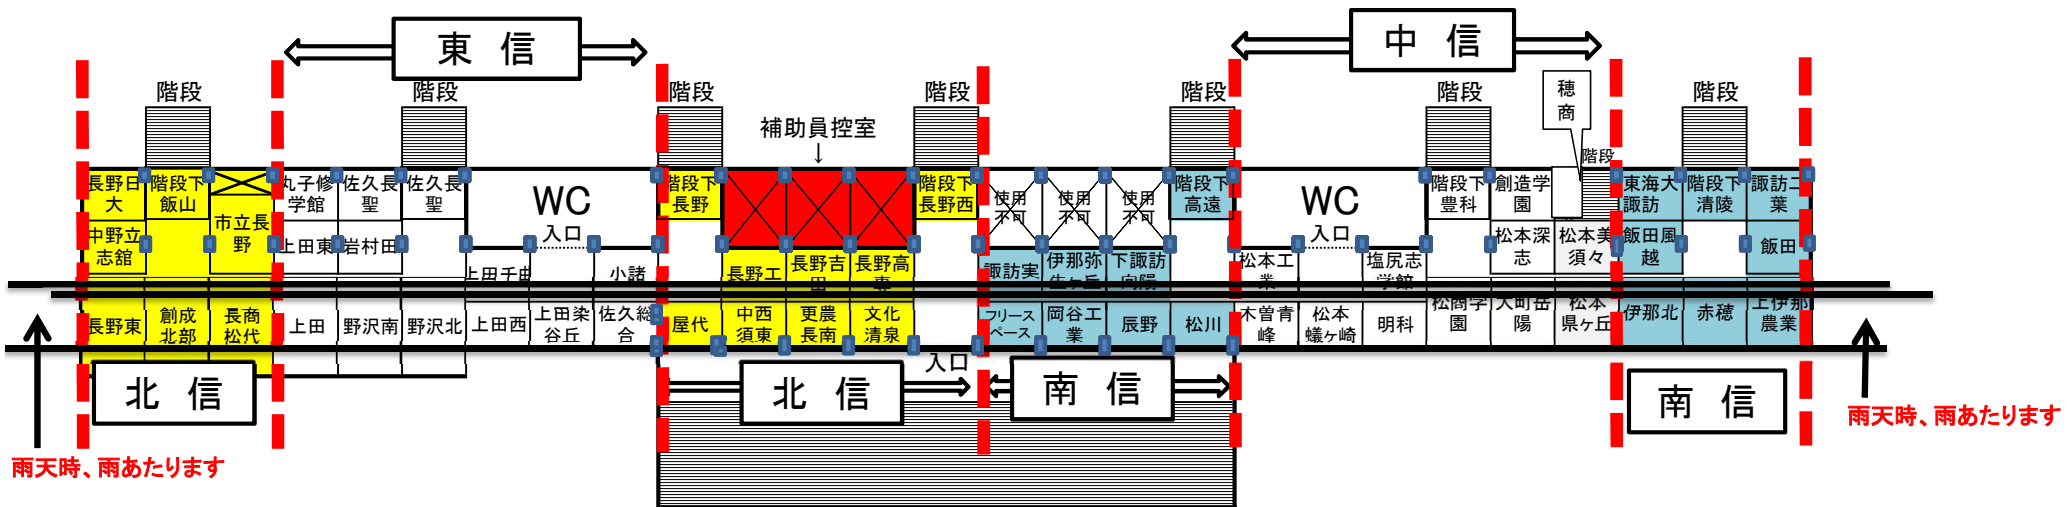 東 信
中 信
階段
階段
階段
階段
階段
階段
階段
穂
商
補助員控室
↓
階段
長野日
大
階段下
飯山
丸子修
学館
佐久長
聖
佐久長
聖
WC
入口
階段下
長野
階段下
長野西
使用
不可
使用
不可
使用
不可
階段下
高遠
WC
入口
階段下
豊科
創造学
園
東海大
諏訪
階段下
清陵
諏訪二
葉
中野立
志館
市立長
野
上田東
岩村田
松本深
志
松本美
須々
飯田風
越
飯田
上田千曲
小諸
長野工
長野吉
田
長野高
専
諏訪実
伊那弥
生ヶ丘
下諏訪
向陽
松本工
業
塩尻志
学館
長野東
創成
北部
長商
松代
上田
野沢南
野沢北
上田西
上田染
谷丘
佐久総
合
屋代
中西
須東
更農
長南
文化
清泉
フリース
ペース
岡谷工
業
辰野
松川
木曽青
峰
松本
蟻ヶ崎
明科
松商学
園
大町岳
陽
松本
県ヶ丘
伊那北
赤穂
上伊那
農業
入口
北 信
北 信
南 信
南 信
雨天時、雨あたります
雨天時、雨あたります